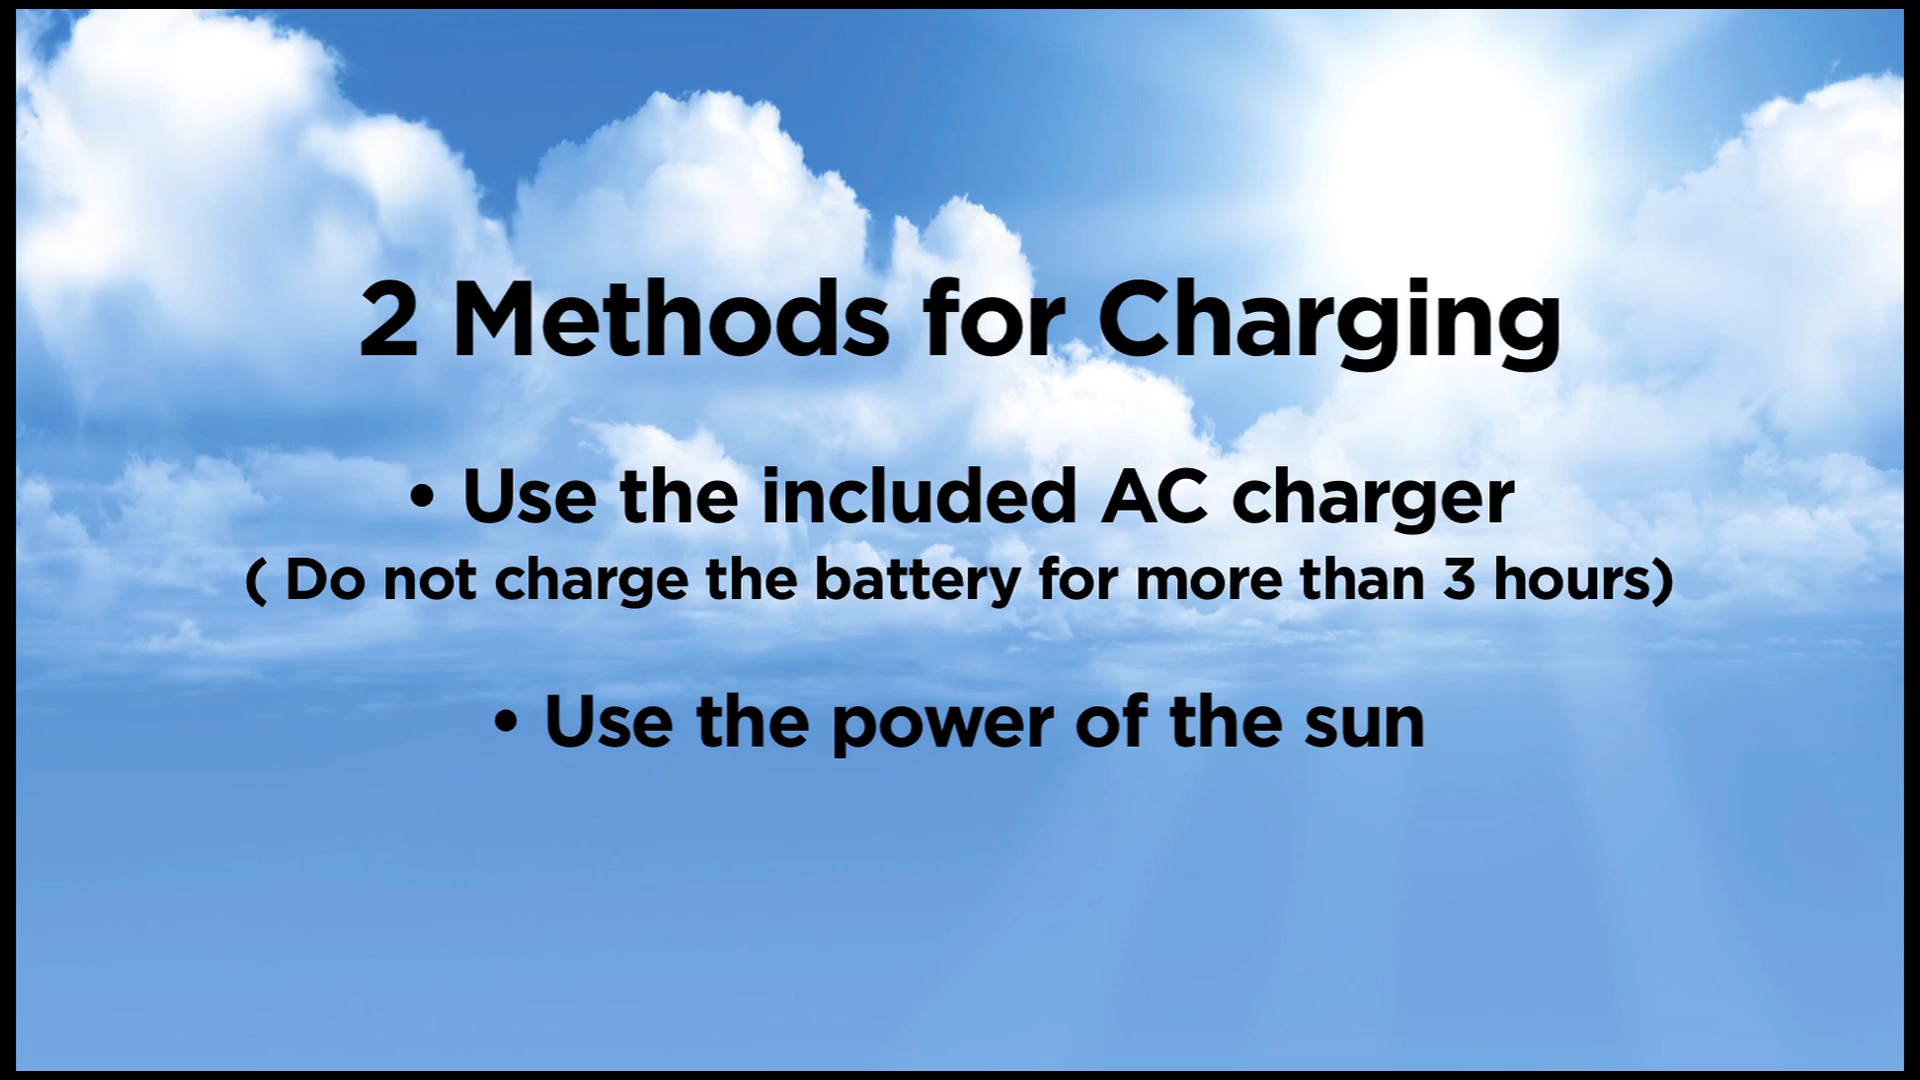 2 Methods for Charging
• Use the included AC charger
( Do not charge the battery for more than 3 hours)
• Use the power of the sun